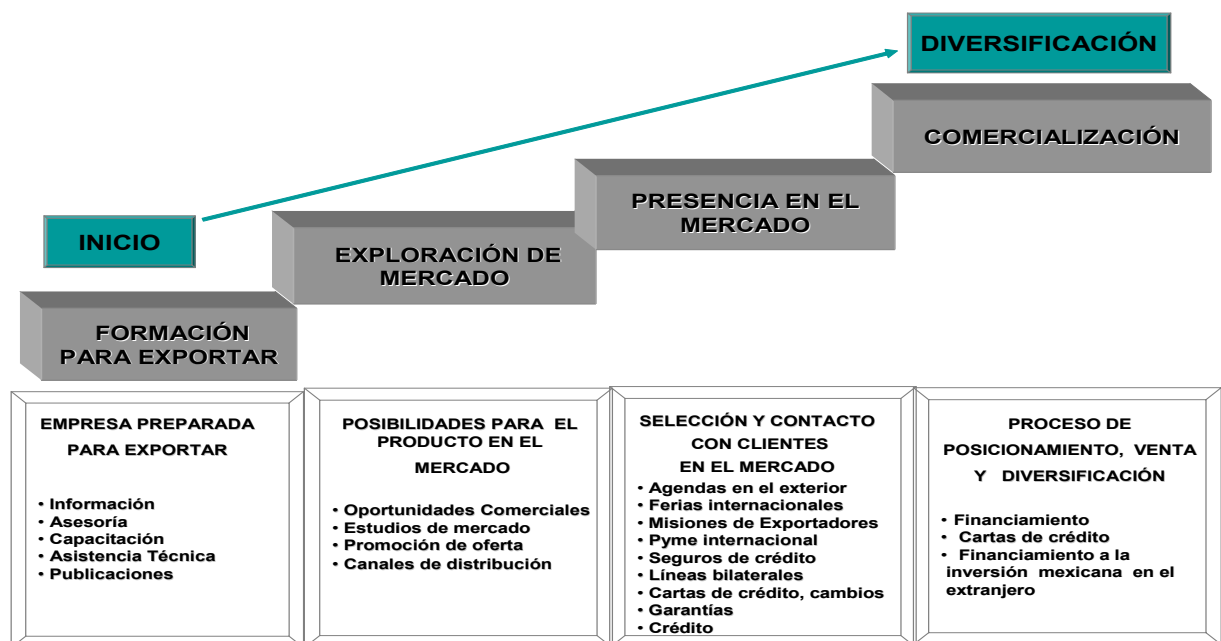 DIVERSIFICACIÓN
COMERCIALIZACIÓN
PRESENCIA EN EL
MERCADO
INICIO
EXPLORACIÓN DE
MERCADO
FORMACIÓN
PARA EXPORTAR
EMPRESA PREPARADA
PARA EXPORTAR
• Información
• Asesoría
• Capacitación
• Asistencia Técnica
• Publicaciones
POSIBILIDADES PARA EL
PRODUCTO EN EL
MERCADO
• Oportunidades Comerciales
• Estudios de mercado
• Promoción de oferta
• Canales de distribución
SELECCIÓN Y CONTACTO
CON CLIENTES
EN EL MERCADO
• Agendas en el exterior
• Ferias internacionales
• Misiones de Exportadores
• Pyme internacional
• Seguros de crédito
• Líneas bilaterales
• Cartas de crédito, cambios
• Garantías
• Crédito
PROCESO DE
POSICIONAMIENTO, VENTA
Y DIVERSIFICACIÓN
• Financiamiento
• Cartas de crédito
• Financiamiento a la
inversión mexicana en el
extranjero